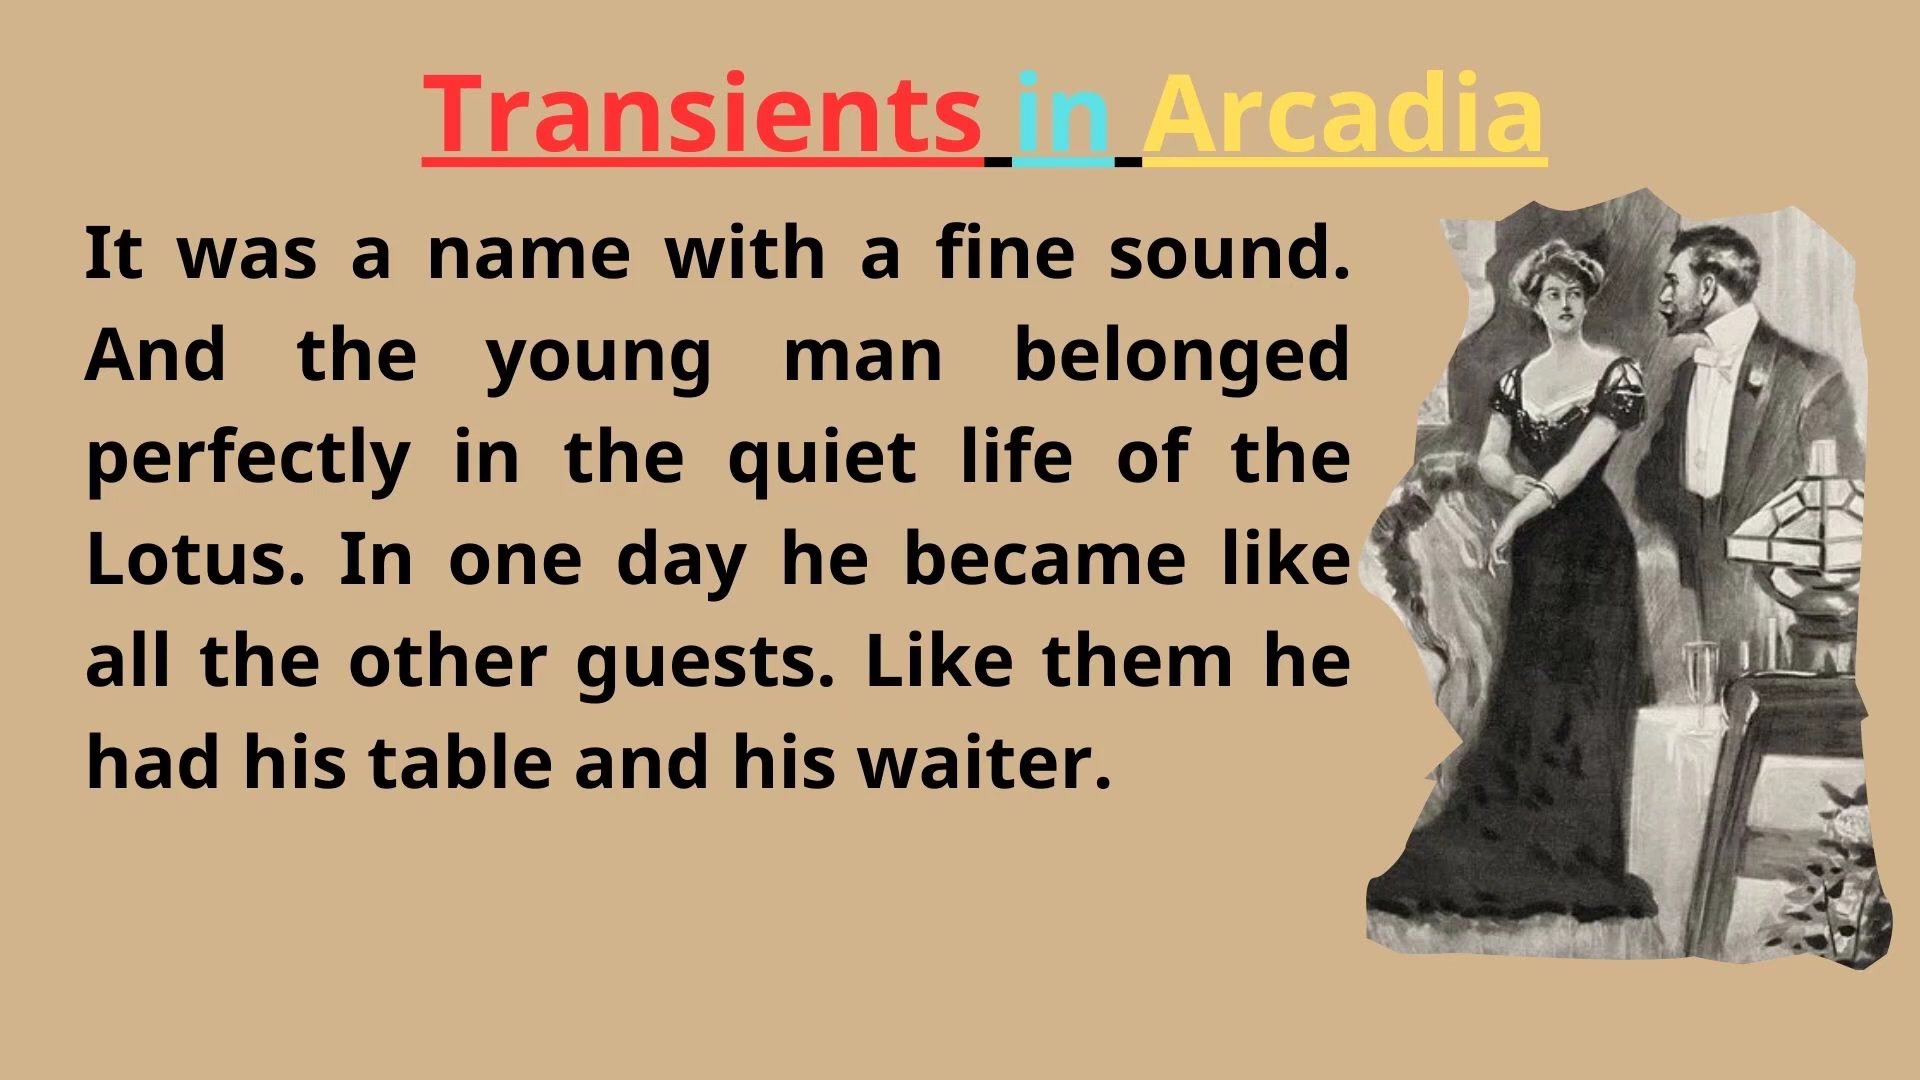 Transients in Arcadia
It was a name with a fine sound.
And the young man belonged
perfectly in the quiet life of the
Lotus. In one day he became like
all the other guests. Like them he
had his table and his waiter.